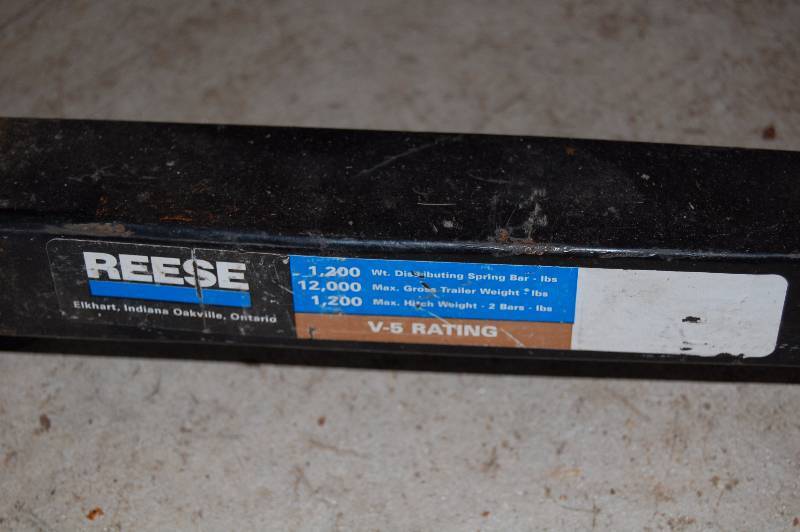 REESE
Elkhart, Indiana Oakville, Ontario
1,200 Wt. Distributing Spring Bar - lbs
12,000 Max. Gross Trailer Weight - lbs
1,200 Max. Hitch Weight - 2 Bars - lbs
V-5 RATING